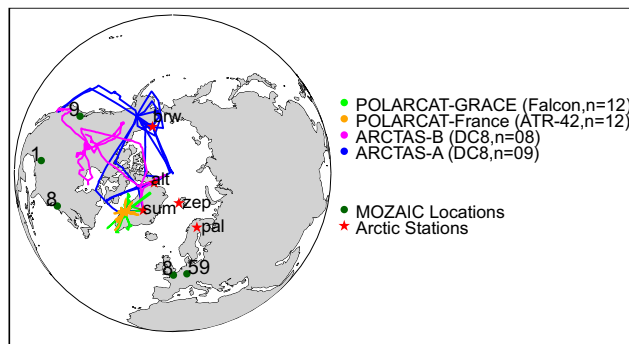 9
prw
1
alt
8
sum
zep
pal
8
59
POLARCAT-GRACE (Falcon,n=12)
POLARCAT-France (ATR-42,n=12)
ARCTAS-B (DC8,n=08)
ARCTAS-A (DC8,n=09)
MOZAIC Locations
Arctic Stations